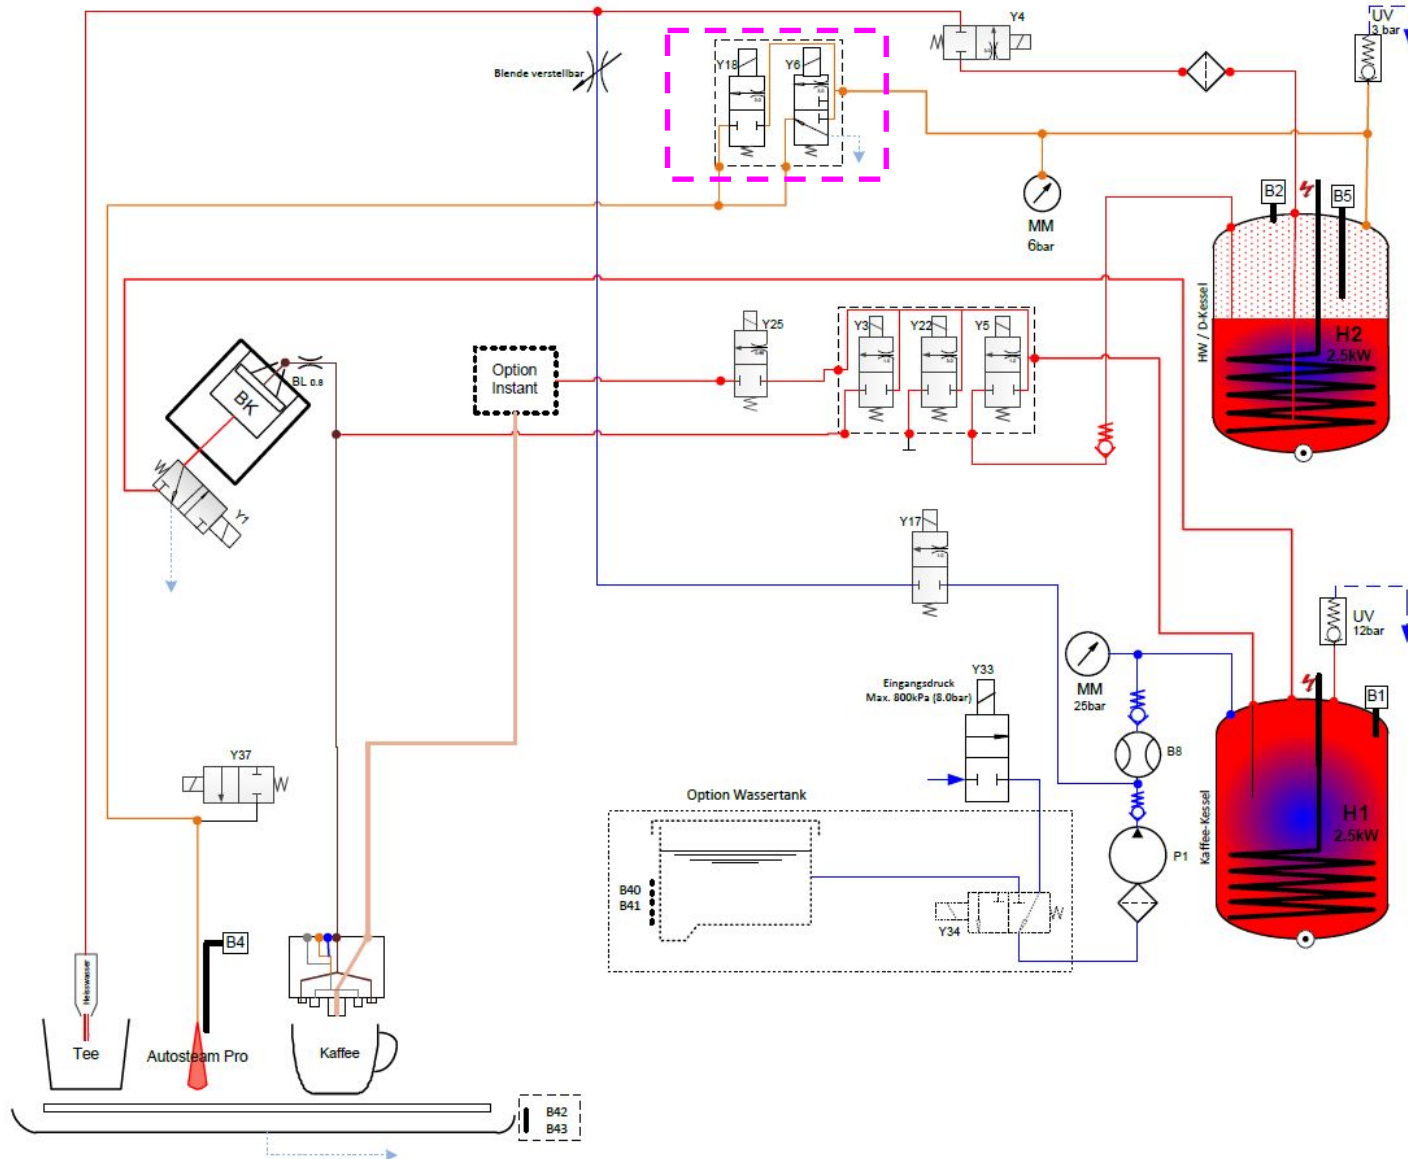 Y4
UV
3 bar
Y18
Y6
Blende verstellbar
B2
B5
MM
6bar
HW / D-Kessel
H2
2.5kW
Y25
Y3
Y22
Y5
Option
Instant
BL 0.8
BK
Y1
Y17
UV
12bar
MM
25bar
Y33
Eingangsdruck
Max. 800kPa (8.0bar)
B1
B8
Y37
Option Wassertank
Kaffee-Kessel
H1
2.5kW
P1
B40
B41
Y34
B4
Heisswasser
Tee
Autosteam Pro
Kaffee
B42
B43